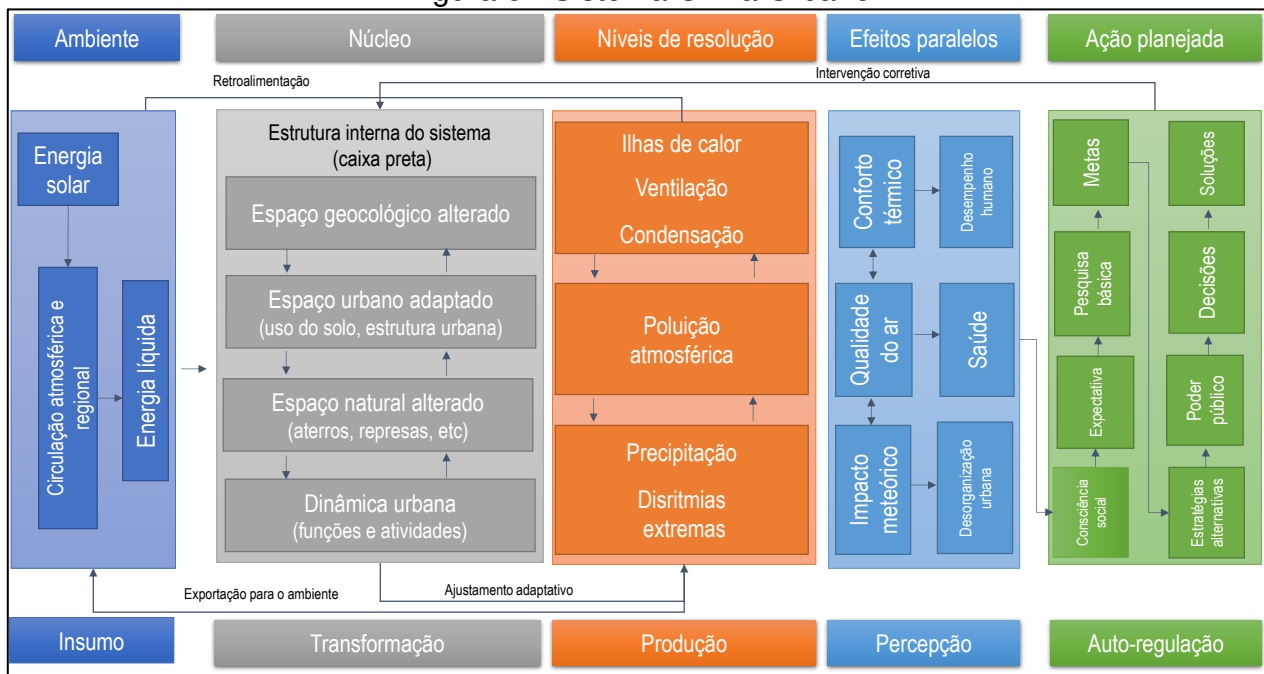 Ambiente
Núcleo
Níveis de resolução
Efeitos paralelos
Ação planejada
Retroalimentação
Intervenção corretiva
Energia
solar
Circulação atmosférica e
regional
Energia líquida
Estrutura interna do sistema
(caixa preta)
Espaço geocológico alterado
Espaço urbano adaptado
(uso do solo, estrutura urbana)
Espaço natural alterado
(aterros, represas, etc)
Dinâmica urbana
(funções e atividades)
Ilhas de calor
Ventilação
Condensação
Poluição
atmosférica
Precipitação
Disritmias
extremas
Conforto
térmico
Desempenho
humano
Qualidade
do ar
Saúde
Impacto
meteórico
Desorganização
urbana
Metas
Pesquisa
básica
Expectativa
Consciência
social
Soluções
Decisões
Poder
público
Estratégias
alternativas
Exportação para o ambiente
Ajustamento adaptativo
Insumo
Transformação
Produção
Percepção
Auto-regulação